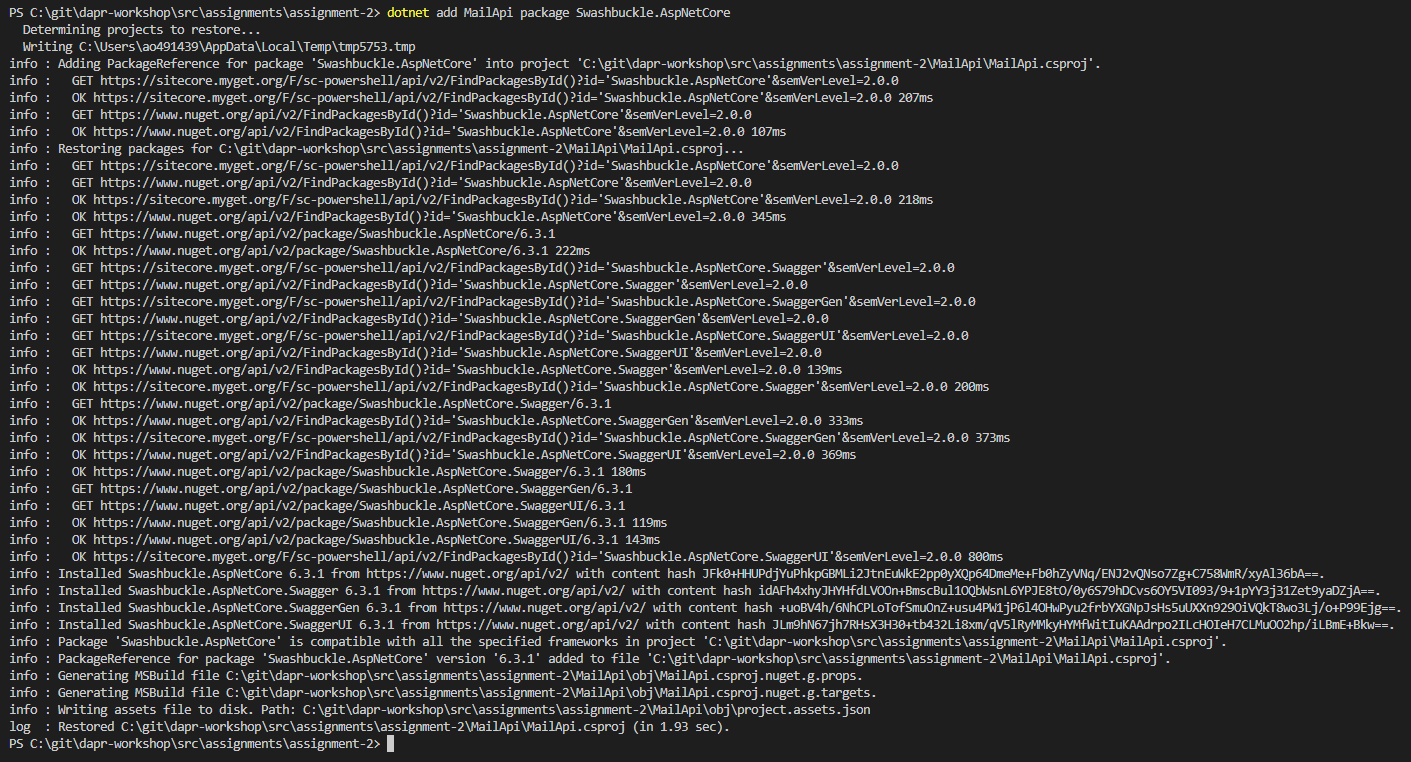 PS C:\git\dapr-workshop\src\assignments\assignment-2> dotnet add MailApi package Swashbuckle.AspNetCore
  Determining projects to restore...
  Writing C:\Users\ao491439\AppData\Local\Temp\tmp5753.tmp
info : Adding PackageReference for package 'Swashbuckle.AspNetCore' into project 'C:\git\dapr-workshop\src\assignments\assignment-2\MailApi\MailApi.csproj'.
info :   GET https://sitecore.myget.org/F/sc-powershell/api/v2/FindPackagesById()?id='Swashbuckle.AspNetCore'&semVerLevel=2.0.0
info :   OK https://sitecore.myget.org/F/sc-powershell/api/v2/FindPackagesById()?id='Swashbuckle.AspNetCore'&semVerLevel=2.0.0 207ms
info :   GET https://www.nuget.org/api/v2/FindPackagesById()?id='Swashbuckle.AspNetCore'&semVerLevel=2.0.0
info :   OK https://www.nuget.org/api/v2/FindPackagesById()?id='Swashbuckle.AspNetCore'&semVerLevel=2.0.0 107ms
info : Restoring packages for C:\git\dapr-workshop\src\assignments\assignment-2\MailApi\MailApi.csproj...
info :   GET https://sitecore.myget.org/F/sc-powershell/api/v2/FindPackagesById()?id='Swashbuckle.AspNetCore'&semVerLevel=2.0.0
info :   GET https://www.nuget.org/api/v2/FindPackagesById()?id='Swashbuckle.AspNetCore'&semVerLevel=2.0.0
info :   OK https://sitecore.myget.org/F/sc-powershell/api/v2/FindPackagesById()?id='Swashbuckle.AspNetCore'&semVerLevel=2.0.0 218ms
info :   OK https://www.nuget.org/api/v2/FindPackagesById()?id='Swashbuckle.AspNetCore'&semVerLevel=2.0.0 345ms
info :   GET https://www.nuget.org/api/v2/package/Swashbuckle.AspNetCore/6.3.1
info :   OK https://www.nuget.org/api/v2/package/Swashbuckle.AspNetCore/6.3.1 222ms
info :   GET https://sitecore.myget.org/F/sc-powershell/api/v2/FindPackagesById()?id='Swashbuckle.AspNetCore.Swagger'&semVerLevel=2.0.0
info :   GET https://www.nuget.org/api/v2/FindPackagesById()?id='Swashbuckle.AspNetCore.Swagger'&semVerLevel=2.0.0
info :   GET https://sitecore.myget.org/F/sc-powershell/api/v2/FindPackagesById()?id='Swashbuckle.AspNetCore.SwaggerGen'&semVerLevel=2.0.0
info :   GET https://www.nuget.org/api/v2/FindPackagesById()?id='Swashbuckle.AspNetCore.SwaggerGen'&semVerLevel=2.0.0
info :   GET https://sitecore.myget.org/F/sc-powershell/api/v2/FindPackagesById()?id='Swashbuckle.AspNetCore.SwaggerUI'&semVerLevel=2.0.0
info :   GET https://www.nuget.org/api/v2/FindPackagesById()?id='Swashbuckle.AspNetCore.SwaggerUI'&semVerLevel=2.0.0
info :   OK https://www.nuget.org/api/v2/FindPackagesById()?id='Swashbuckle.AspNetCore.Swagger'&semVerLevel=2.0.0 139ms
info :   OK https://sitecore.myget.org/F/sc-powershell/api/v2/FindPackagesById()?id='Swashbuckle.AspNetCore.Swagger'&semVerLevel=2.0.0 200ms
info :   GET https://www.nuget.org/api/v2/package/Swashbuckle.AspNetCore.Swagger/6.3.1
info :   OK https://www.nuget.org/api/v2/FindPackagesById()?id='Swashbuckle.AspNetCore.SwaggerGen'&semVerLevel=2.0.0 333ms
info :   OK https://sitecore.myget.org/F/sc-powershell/api/v2/FindPackagesById()?id='Swashbuckle.AspNetCore.SwaggerGen'&semVerLevel=2.0.0 373ms
info :   OK https://www.nuget.org/api/v2/FindPackagesById()?id='Swashbuckle.AspNetCore.SwaggerUI'&semVerLevel=2.0.0 369ms
info :   OK https://www.nuget.org/api/v2/package/Swashbuckle.AspNetCore.Swagger/6.3.1 180ms
info :   GET https://www.nuget.org/api/v2/package/Swashbuckle.AspNetCore.SwaggerGen/6.3.1
info :   GET https://www.nuget.org/api/v2/package/Swashbuckle.AspNetCore.SwaggerUI/6.3.1
info :   OK https://www.nuget.org/api/v2/package/Swashbuckle.AspNetCore.SwaggerGen/6.3.1 119ms
info :   OK https://www.nuget.org/api/v2/package/Swashbuckle.AspNetCore.SwaggerUI/6.3.1 143ms
info :   OK https://sitecore.myget.org/F/sc-powershell/api/v2/FindPackagesById()?id='Swashbuckle.AspNetCore.SwaggerUI'&semVerLevel=2.0.0 800ms
info : Installed Swashbuckle.AspNetCore 6.3.1 from https://www.nuget.org/api/v2/ with content hash JFk0+HHUPdjYuPhkpGBMLi2JtnEuWkE2pp0yXQp64DmeMe+Fb0hZyVNq/ENJ2vQNso7Zg+C758WmR/xyAl36bA==.
info : Installed Swashbuckle.AspNetCore.Swagger 6.3.1 from https://www.nuget.org/api/v2/ with content hash idAFh4xhyJHYHfdLVOOn+BmscBul1OQbWsnL6YPJE8tO/0y6S79hDCvs6OY5VI093/9+1pYY3j31Zet9yaDZjA==.
info : Installed Swashbuckle.AspNetCore.SwaggerGen 6.3.1 from https://www.nuget.org/api/v2/ with content hash +uoBV4h/6NhCPLoTofSmuOnZ+usu4PW1jP6l4OHwPyu2frbYXGNpJsHs5uUXXn929OiVQkT8wo3Lj/o+P99Ejg==.
info : Installed Swashbuckle.AspNetCore.SwaggerUI 6.3.1 from https://www.nuget.org/api/v2/ with content hash JLm9hN67jh7RHsX3H30+tb432Li8xm/qV5lRyMMkyHYMfWitIuKAAdrpo2ILcHOIeH7CLMuOO2hp/iLBmE+Bkw==.
info : Package 'Swashbuckle.AspNetCore' is compatible with all the specified frameworks in project 'C:\git\dapr-workshop\src\assignments\assignment-2\MailApi\MailApi.csproj'.
info : PackageReference for package 'Swashbuckle.AspNetCore' version '6.3.1' added to file 'C:\git\dapr-workshop\src\assignments\assignment-2\MailApi\MailApi.csproj'.
info : Generating MSBuild file C:\git\dapr-workshop\src\assignments\assignment-2\MailApi\obj\MailApi.csproj.nuget.g.props.
info : Generating MSBuild file C:\git\dapr-workshop\src\assignments\assignment-2\MailApi\obj\MailApi.csproj.nuget.g.targets.
info : Writing assets file to disk. Path: C:\git\dapr-workshop\src\assignments\assignment-2\MailApi\obj\project.assets.json
log  : Restored C:\git\dapr-workshop\src\assignments\assignment-2\MailApi\MailApi.csproj (in 1.93 sec).
PS C:\git\dapr-workshop\src\assignments\assignment-2>